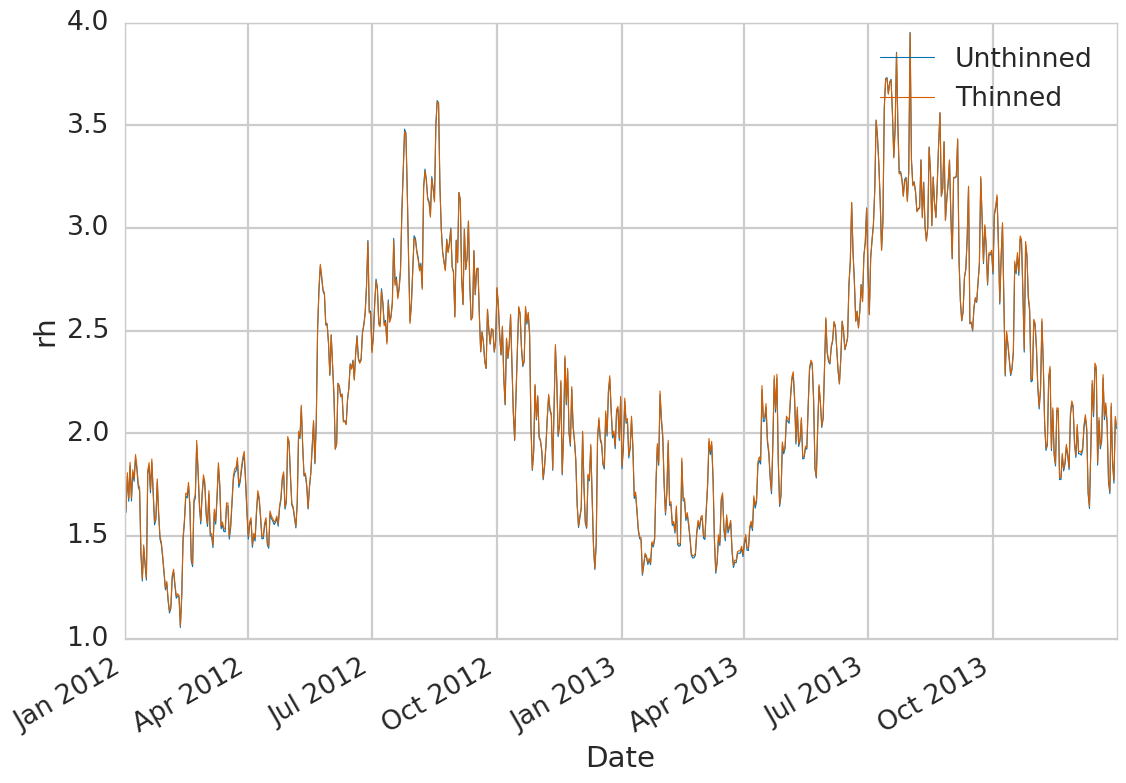 4.0
3.5
3.0
2.5
2.0
1.5
1.0
rh
Unthinned
Thinned
Jan 2012
Apr 2012
Jul 2012
Oct 2012
Jan 2013
Apr 2013
Jul 2013
Oct 2013
Date